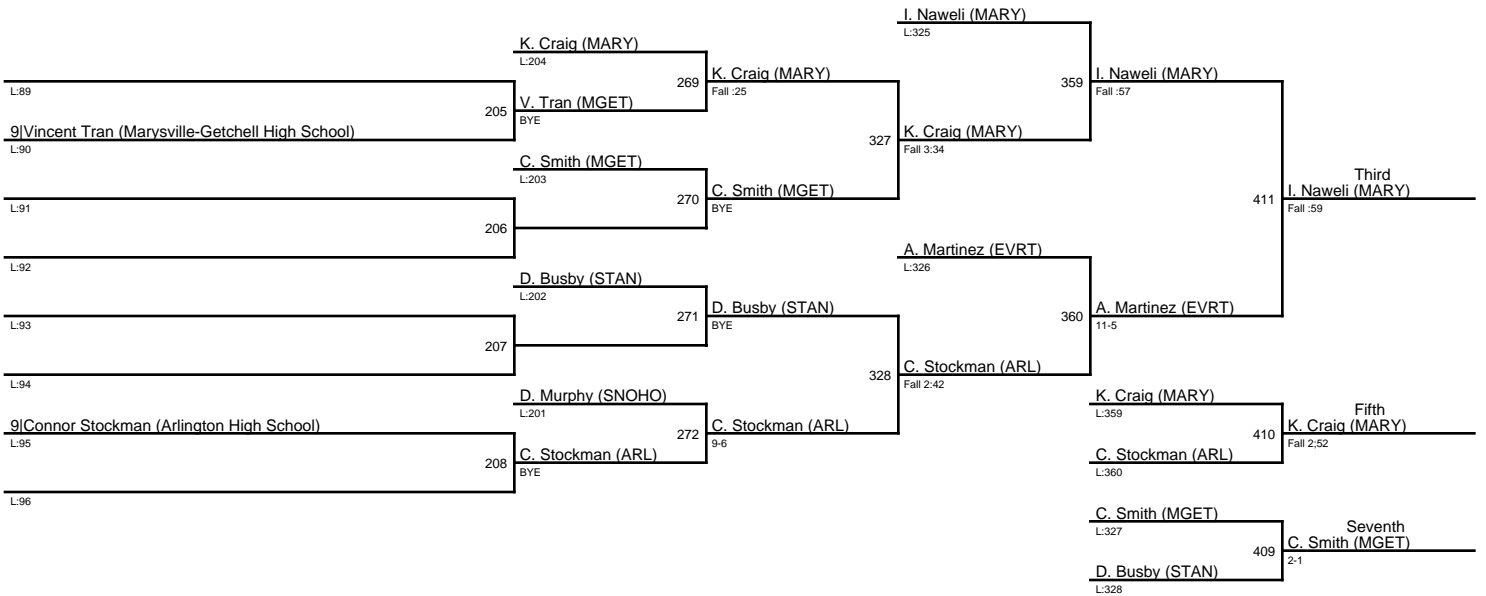 L:89
9|Vincent Tran (Marysville-Getchell High School)
L:90
L:91
L:92
L:93
L:94
9|Connor Stockman (Arlington High School)
L:95
L:96
205
206
207
208
K. Craig (MARY)
L:204
V. Tran (MGET)
BYE
C. Smith (MGET)
L:203
D. Busby (STAN)
L:202
D. Murphy (SNOHO)
L:201
C. Stockman (ARL)
BYE
269
270
271
272
K. Craig (MARY)
Fall :25
C. Smith (MGET)
BYE
D. Busby (STAN)
BYE
C. Stockman (ARL)
9-6
327
328
I. Naweli (MARY)
L:325
K. Craig (MARY)
Fall 3:34
A. Martinez (EVRT)
L:326
C. Stockman (ARL)
Fall 2:42
359
360
I. Naweli (MARY)
Fall :57
A. Martinez (EVRT)
11-5
411
Third
I. Naweli (MARY)
Fall :59
K. Craig (MARY)
L:359
C. Stockman (ARL)
L:360
410
Fifth
K. Craig (MARY)
Fall 2;52
C. Smith (MGET)
L:327
D. Busby (STAN)
L:328
409
Seventh
C. Smith (MGET)
2-1